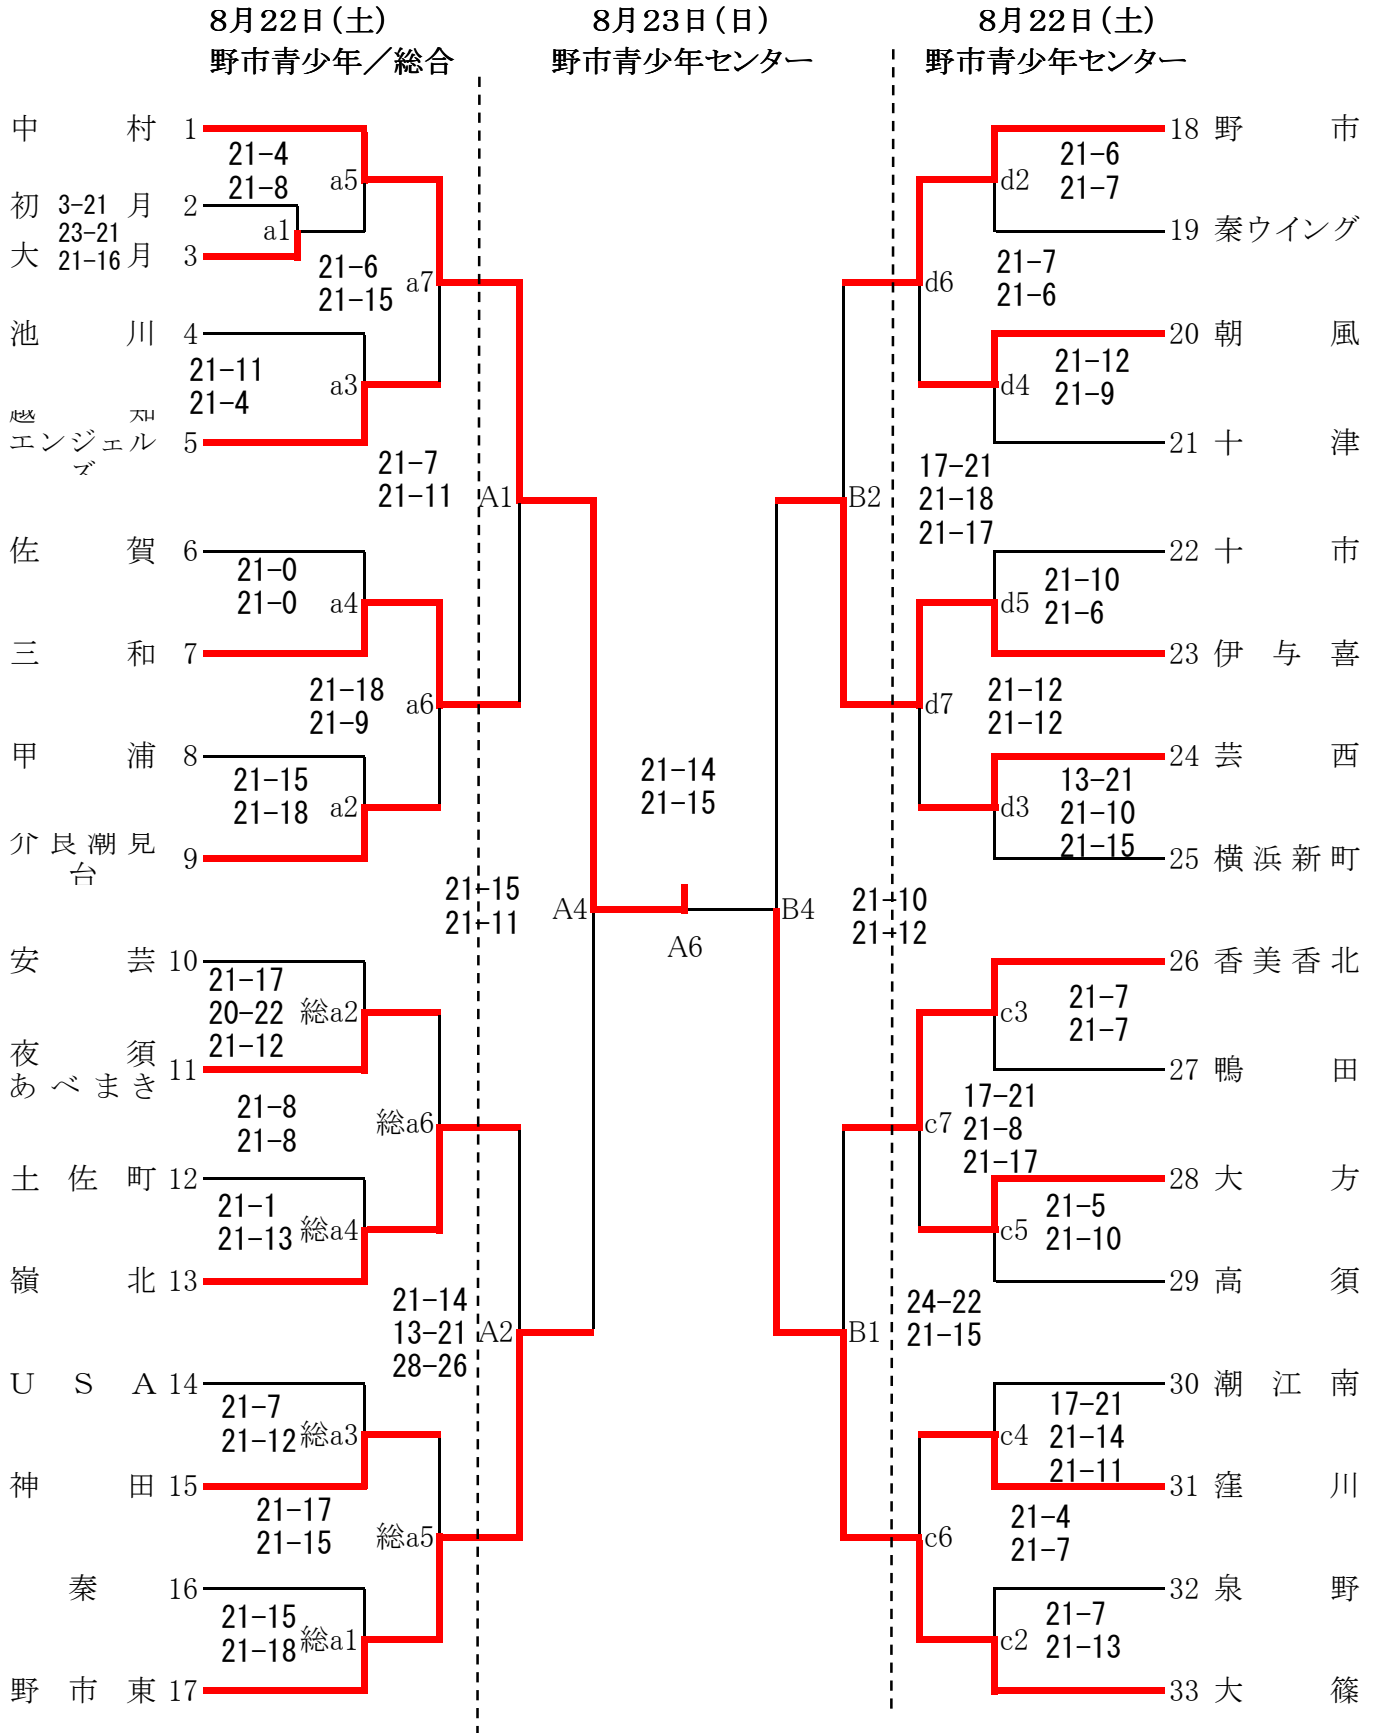 8月22日(土)
野市青少年／総合
8月23日(日)
野市青少年センター
8月22日(土)
野市青少年センター
中村 1
21-4
21-8
a5
初月 2
3-21
23-21
21-16
a1
大月 3
21-6
21-15
a7
池川 4
21-11
21-4
a3
越知
エンジェル
ズ
5
21-7
21-11
A1
佐賀 6
21-0
21-0
a4
三和 7
21-18
21-9
a6
甲浦 8
21-15
21-18
a2
介良潮見
台
9
21-15
21-11
A4
安芸 10
21-17
20-22
21-12
総a2
夜須
あべまき
11
21-8
21-8
総a6
土佐町 12
21-1
21-13
総a4
嶺北 13
21-14
13-21
28-26
A2
USA 14
21-7
21-12
総a3
神田 15
21-17
21-15
総a5
秦 16
21-15
21-18
総a1
野市東 17
21-14
21-15
A6
18 野市
21-6
21-7
d2
19 秦ウイング
21-7
21-6
d6
20 朝風
21-12
21-9
d4
21 十津
17-21
21-18
21-17
B2
22 十市
21-10
21-6
d5
23 伊与喜
21-12
21-12
d7
24 芸西
13-21
21-10
21-15
d3
25 横浜新町
21-10
21-12
B4
26 香美香北
21-7
21-7
c3
27 鴨田
17-21
21-8
21-17
c7
28 大方
21-5
21-10
c5
29 高須
24-22
21-15
B1
30 潮江南
17-21
21-14
21-11
c4
31 窪川
21-4
21-7
c6
32 泉野
21-7
21-13
c2
33 大篠